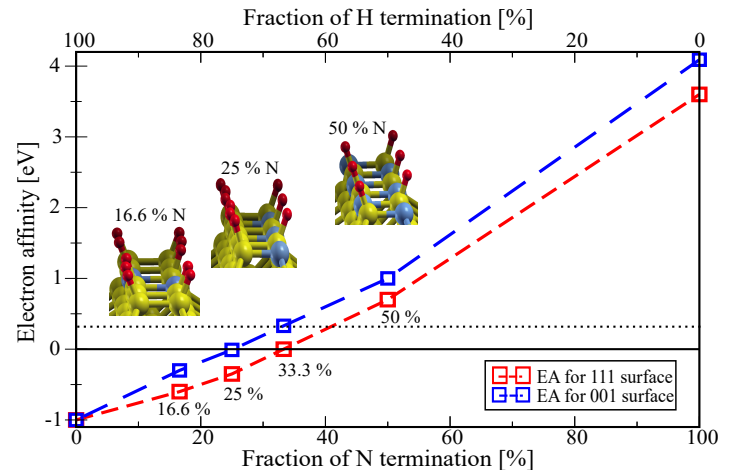 Fraction of H termination [%]
100 80 60 40 20 0
4
3
2
1
0
-1
Electron affinity [eV]
50 % N
25 % N
16.6 % N
50 %
33.3 %
25 %
16.6 %
EA for 111 surface
EA for 001 surface
0 20 40 60 80 100
Fraction of N termination [%]